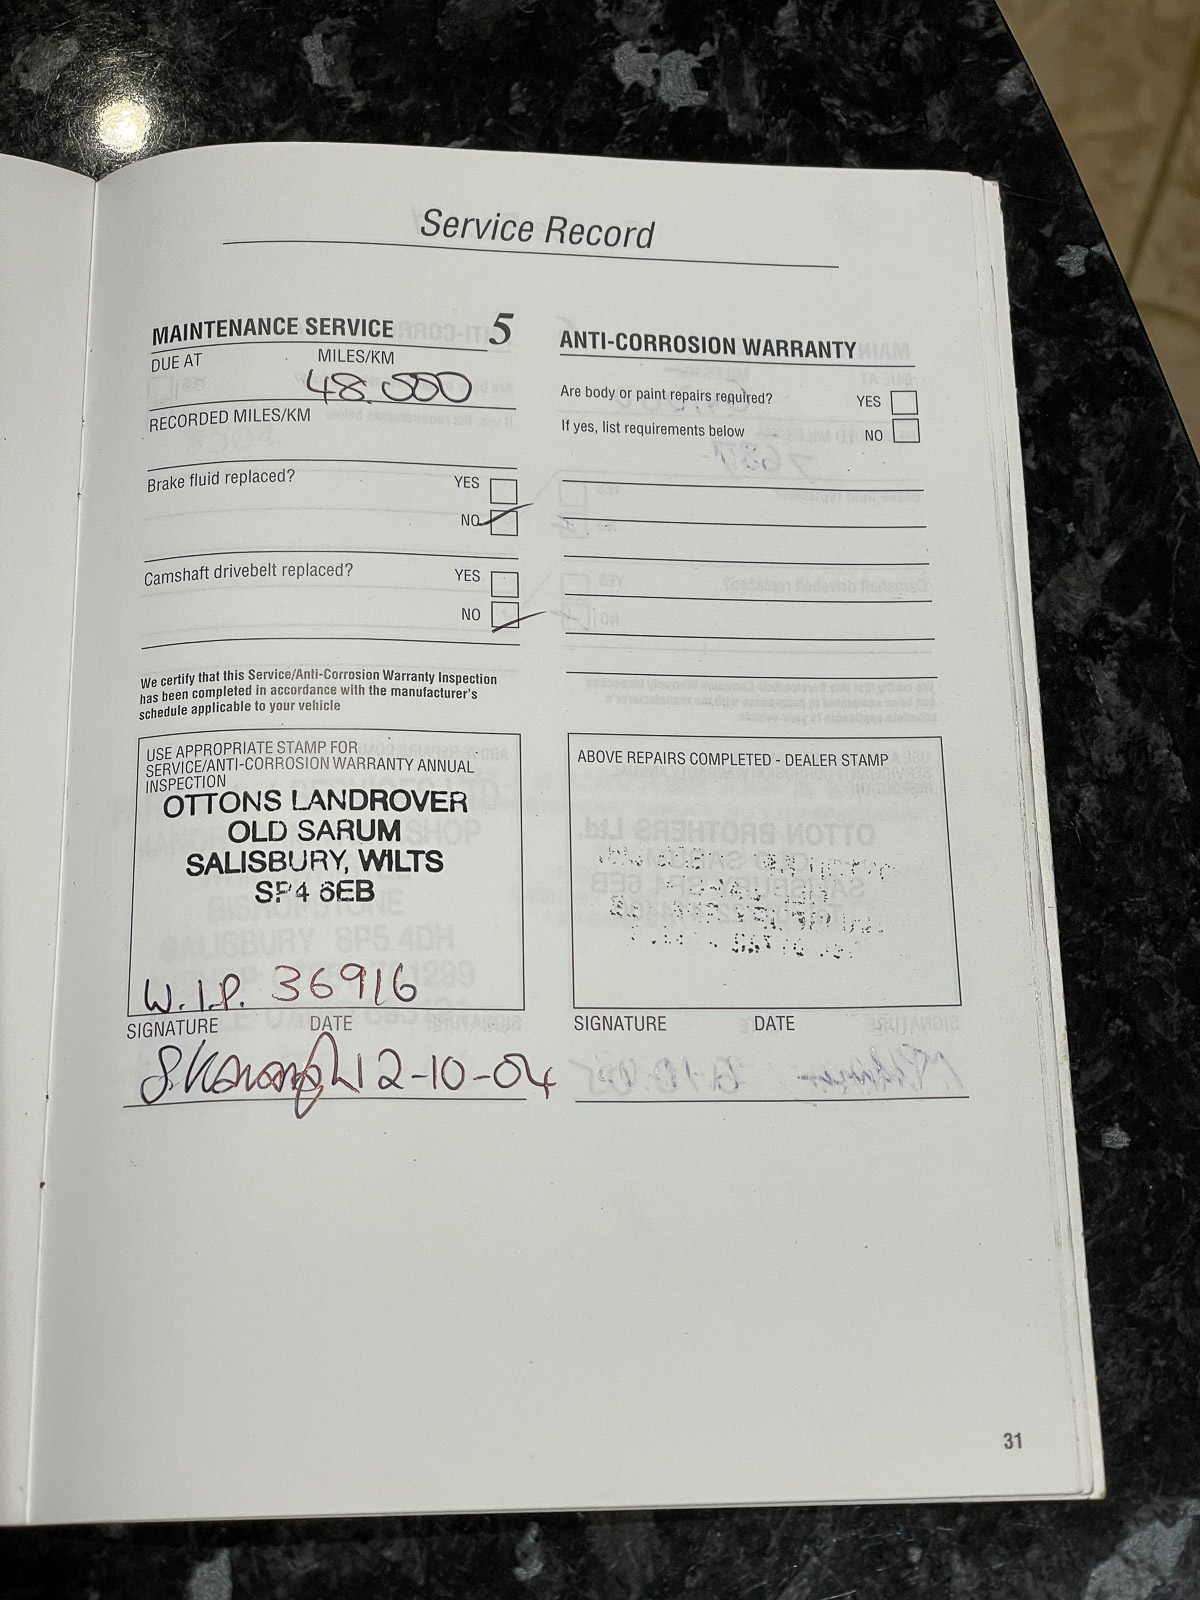 Service Record
MAINTENANCE SERVICE 5
DUE AT MILES/KM
48.000
RECORDED MILES/KM
Brake fluid replaced? YES
NO
Camshaft drivebelt replaced? YES
NO
We certify that this Service/Anti-Corrosion Warranty Inspection
has been completed in accordance with the manufacturer's
schedule applicable to your vehicle
USE APPROPRIATE STAMP FOR
SERVICE/ANTI-CORROSION WARRANTY ANNUAL
INSPECTION
OTTONS LANDROVER
OLD SARUM
SALISBURY, WILTS
SP4 6EB
W.I.P. 36916
SIGNATURE DATE
12-10-04
ANTI-CORROSION WARRANTY
Are body or paint repairs required? YES
If yes, list requirements below NO
ABOVE REPAIRS COMPLETED - DEALER STAMP
SIGNATURE DATE
31